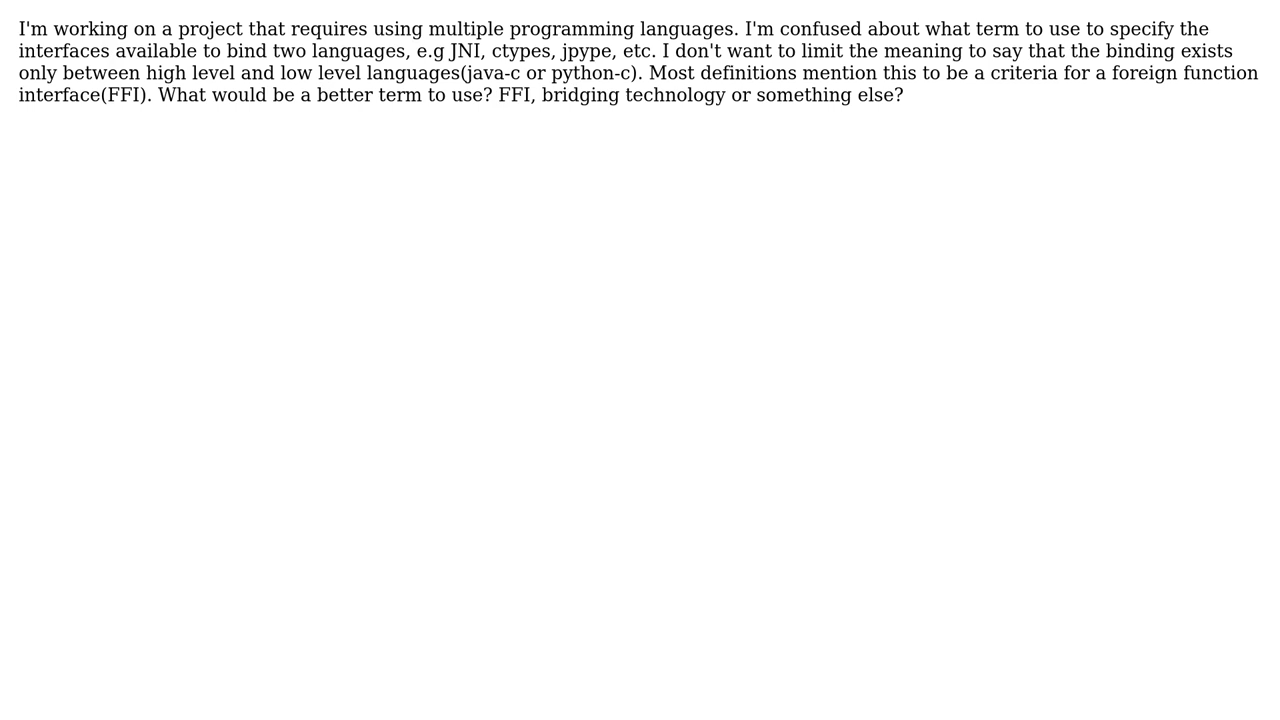 I'm working on a project that requires using multiple programming languages. I'm confused about what term to use to specify the
interfaces available to bind two languages, e.g JNI, ctypes, jpype, etc. I don't want to limit the meaning to say that the binding exists
only between high level and low level languages(java-c or python-c). Most definitions mention this to be a criteria for a foreign function
interface(FFI). What would be a better term to use? FFI, bridging technology or something else?